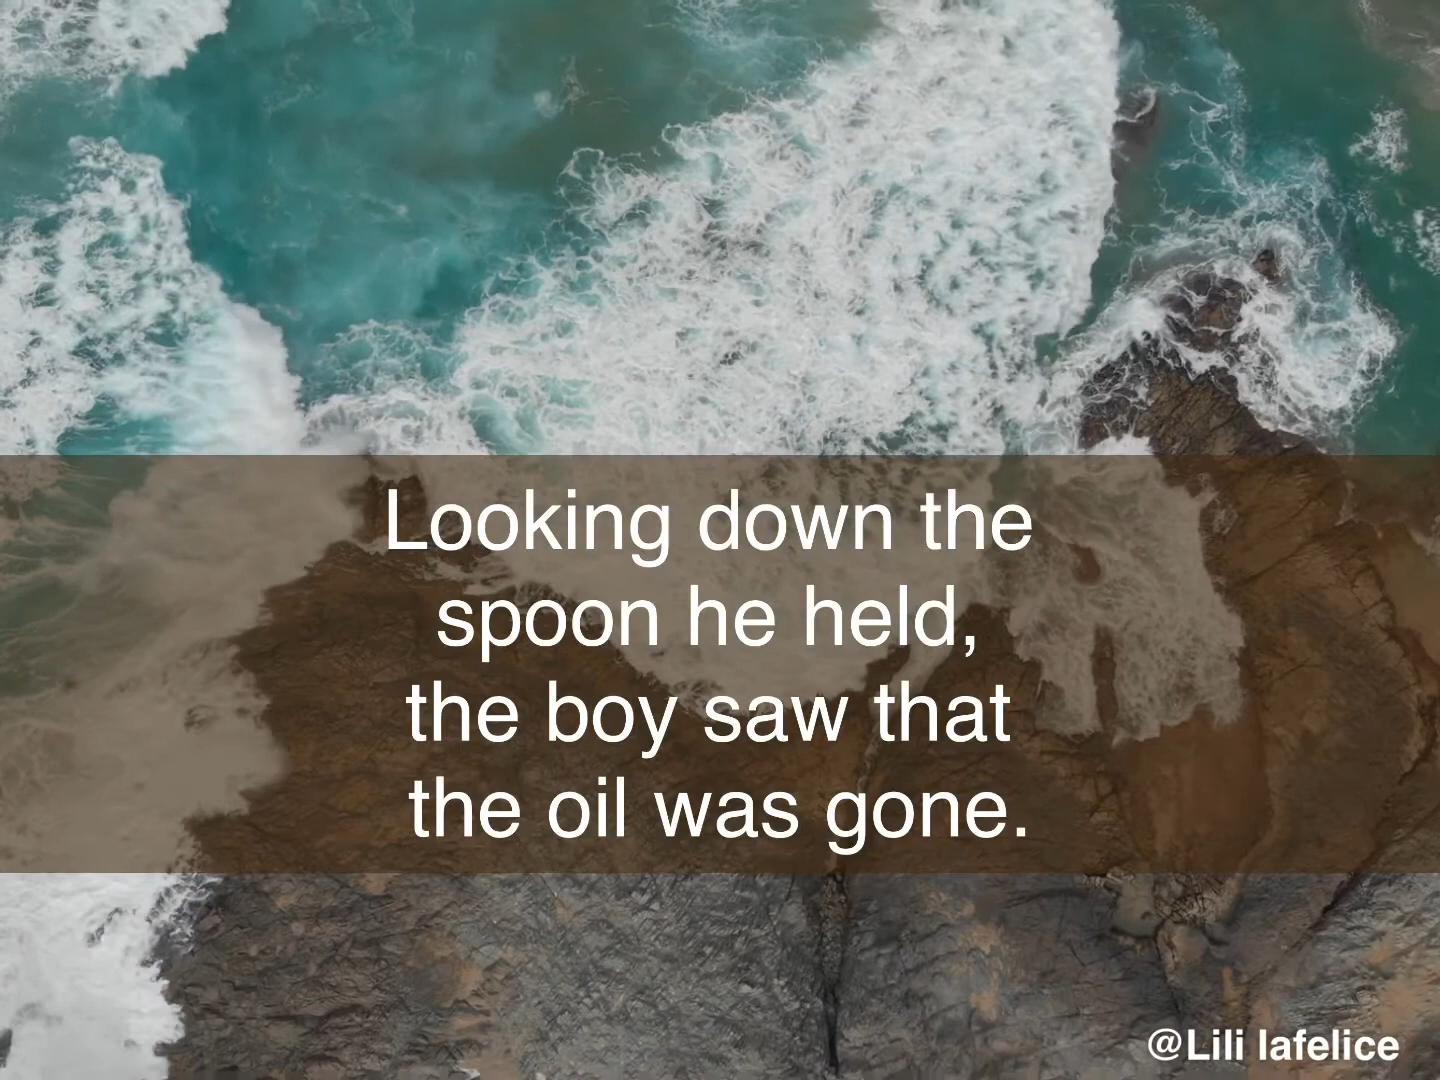 Looking down the
spoon he held,
the boy saw that
the oil was gone.
@Lili lafelice